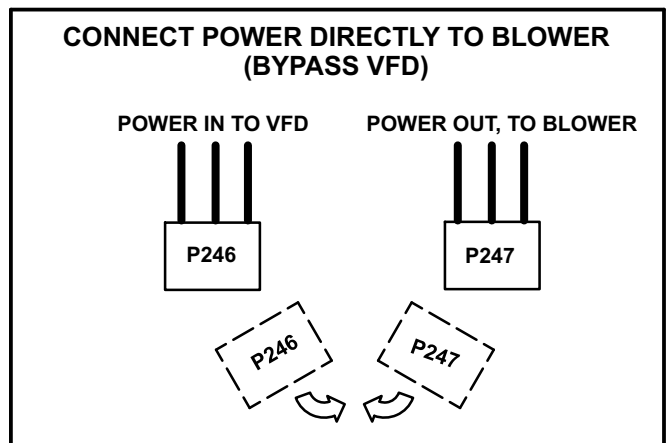 CONNECT POWER DIRECTLY TO BLOWER
(BYPASS VFD)
POWER IN TO VFD
POWER OUT, TO BLOWER
P246
P247
P246
P247